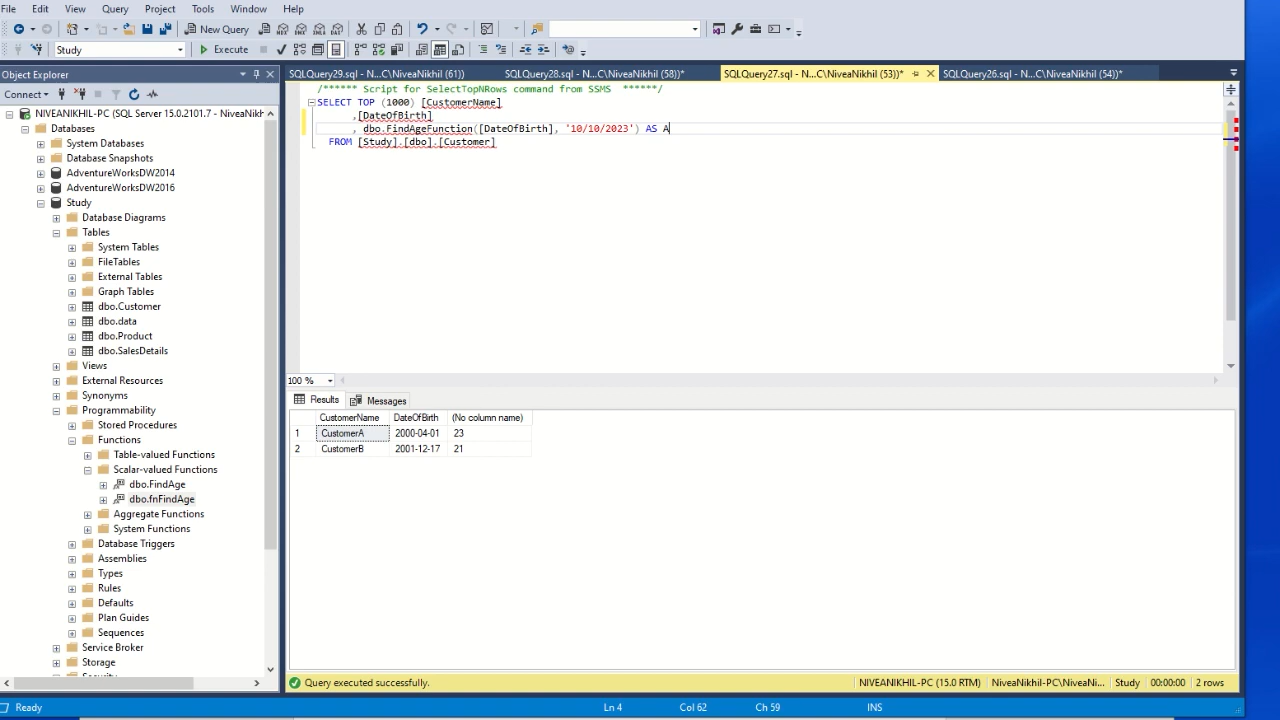 File Edit View Query Project Tools Window Help
New Query
Study Execute
Object Explorer
SQLQuery29.sql - N...C\NiveaNikhil (61)) SQLQuery28.sql - N...C\NiveaNikhil (58))* SQLQuery27.sql - N...C\NiveaNikhil (53))* SQLQuery26.sql - N...C\NiveaNikhil (54))*
Connect
NIVEANIKHIL-PC (SQL Server 15.0.2101.7 - NiveaNikh
Databases
System Databases
Database Snapshots
AdventureWorksDW2014
AdventureWorksDW2016
Study
Database Diagrams
Tables
System Tables
FileTables
External Tables
Graph Tables
dbo.Customer
dbo.data
dbo.Product
dbo.SalesDetails
Views
External Resources
Synonyms
Programmability
Stored Procedures
Functions
Table-valued Functions
Scalar-valued Functions
dbo.FindAge
dbo.fnFindAge
Aggregate Functions
System Functions
Database Triggers
Assemblies
Types
Rules
Defaults
Plan Guides
Sequences
Service Broker
Storage
/****** Script for SelectTopNRows command from SSMS ******/
SELECT TOP (1000) [CustomerName]
,[DateOfBirth]
, dbo.FindAgeFunction([DateOfBirth], '10/10/2023') AS A
FROM [Study].[dbo].[Customer]
100 %
Results Messages
CustomerName DateOfBirth (No column name)
1 CustomerA 2000-04-01 23
2 CustomerB 2001-12-17 21
Query executed successfully. NIVEANIKHIL-PC (15.0 RTM) NiveaNikhil-PC\NiveaNi... Study 00:00:00 2 rows
Ready Ln 4 Col 62 Ch 59 INS